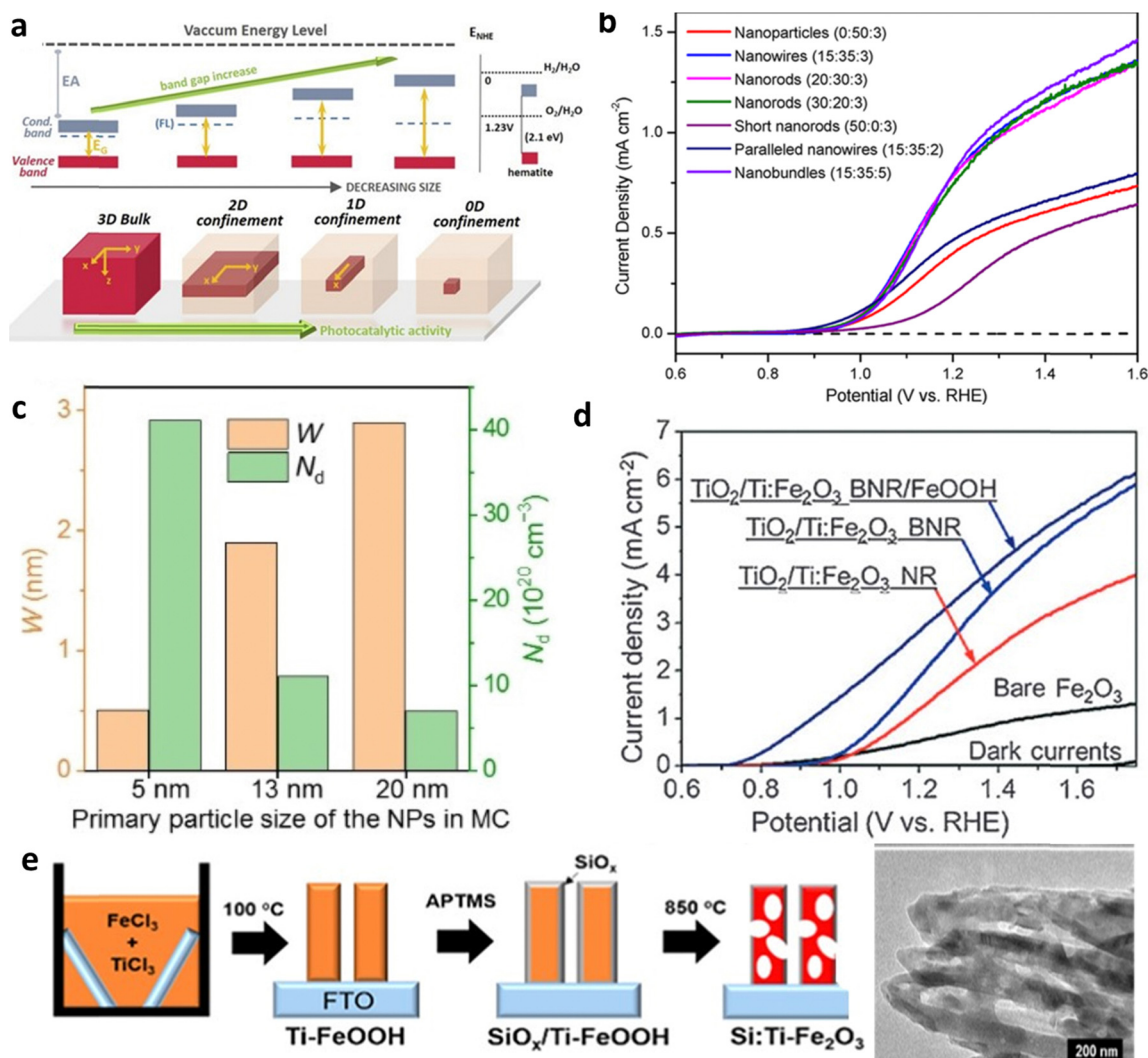 a
Vaccum Energy Level
E_NHE
EA
band gap increase
H₂/H₂O
0
Cond. band
(FL)
O₂/H₂O
1.23V
E_G
(2.1 eV)
Valence band
hematite
DECREASING SIZE
3D Bulk
2D confinement
1D confinement
0D confinement
x
y
z
x
y
x
Photocatalytic activity
b
Nanoparticles (0:50:3)
Nanowires (15:35:3)
Nanorods (20:30:3)
Nanorods (30:20:3)
Short nanorods (50:0:3)
Paralleled nanowires (15:35:2)
Nanobundles (15:35:5)
Current Density (mA cm⁻²)
1.5
1.0
0.5
0.0
0.6 0.8 1.0 1.2 1.4 1.6
Potential (V vs. RHE)
c
W
N_d
W (nm)
3
2
1
0
N_d (10²⁰ cm⁻³)
40
30
20
10
0
5 nm 13 nm 20 nm
Primary particle size of the NPs in MC
d
Current density (mA cm⁻²)
7
6
5
4
3
2
1
0
TiO₂/Ti:Fe₂O₃ BNR/FeOOH
TiO₂/Ti:Fe₂O₃ BNR
TiO₂/Ti:Fe₂O₃ NR
Bare Fe₂O₃
Dark currents
0.6 0.8 1.0 1.2 1.4 1.6
Potential (V vs. RHE)
e
FeCl₃
+
TiCl₃
100 °C
FTO
Ti-FeOOH
APTMS
SiOₓ
SiOₓ/Ti-FeOOH
850 °C
Si:Ti-Fe₂O₃
200 nm